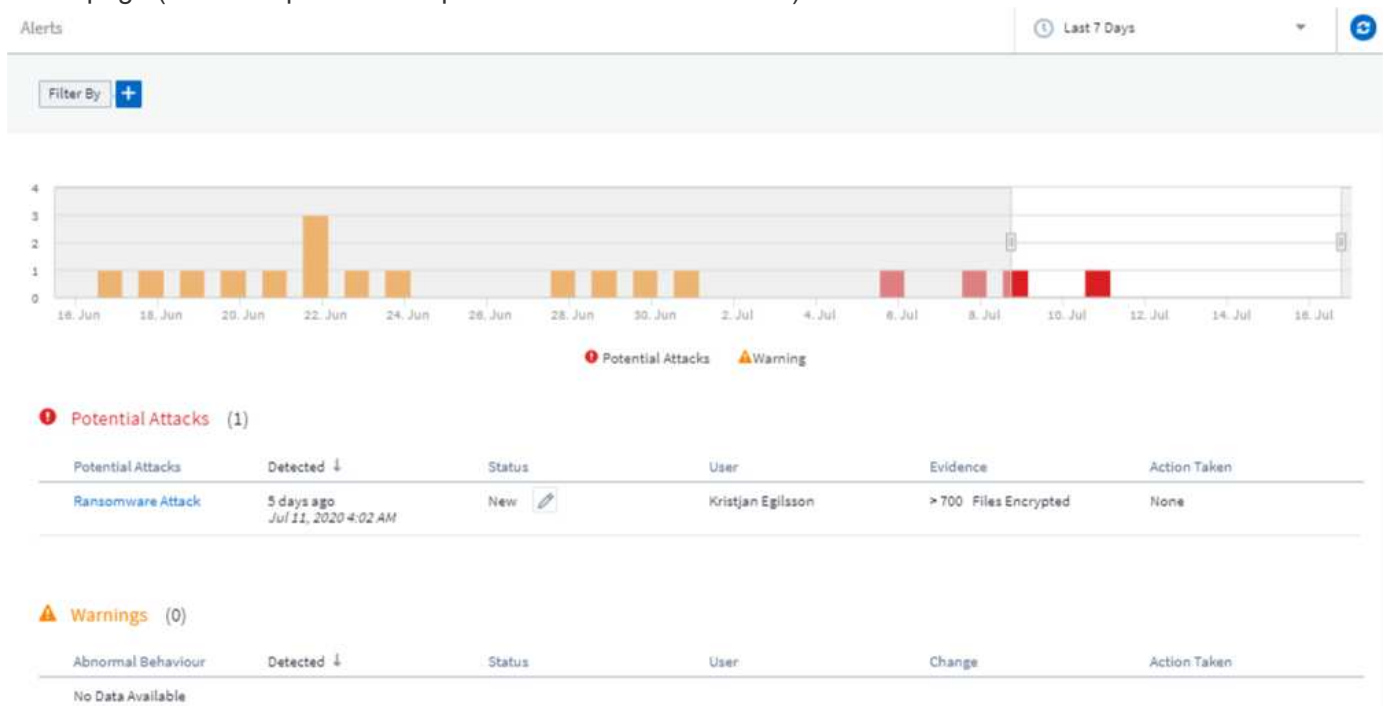 Alerts
Last 7 Days
Filter By +
4
3
2
1
0
16. Jun 18. Jun 20. Jun 22. Jun 24. Jun 26. Jun 28. Jun 30. Jun 2. Jul 4. Jul 6. Jul 8. Jul 10. Jul 12. Jul 14. Jul 16. Jul
Potential Attacks Warning
Potential Attacks (1)
Potential Attacks Detected ↓ Status User Evidence Action Taken
Ransomware Attack 5 days ago New Kristjan Egilsson > 700 Files Encrypted None
Jul 11, 2020 4:02 AM
Warnings (0)
Abnormal Behaviour Detected ↓ Status User Change Action Taken
No Data Available